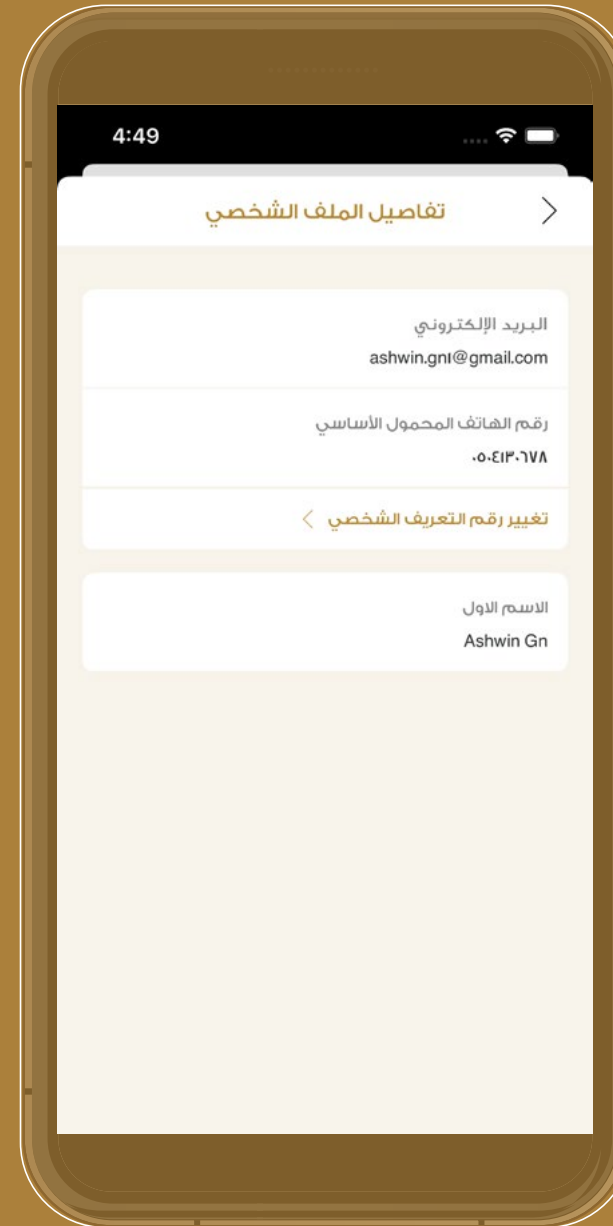 4:49
تفاصيل الملف الشخصي
البريد الإلكتروني
ashwin.gn١@gmail.com
رقم الهاتف المحمول الأساسي
٠٥٠٤١٣٠٦٧٨
تغيير رقم التعريف الشخصي
الاسم الاول
Ashwin Gn